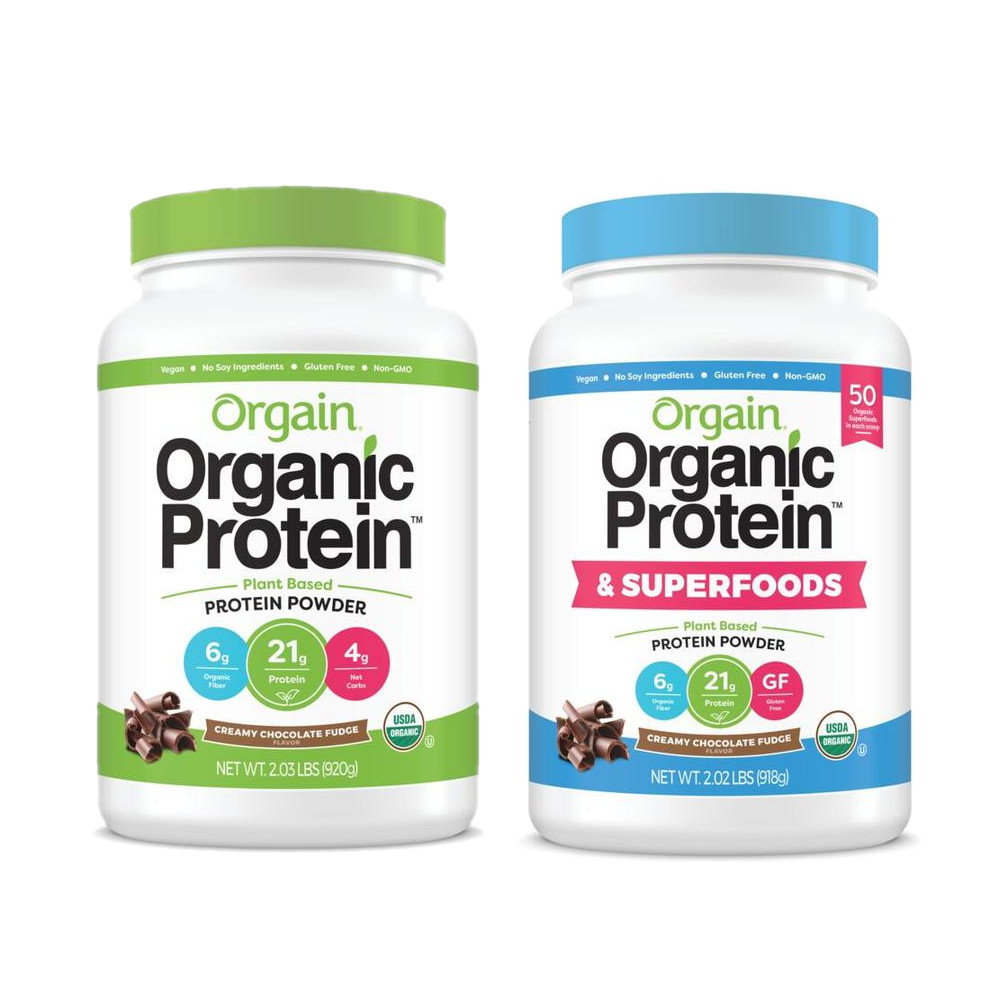 Vegan • No Soy Ingredients • Gluten Free • Non-GMO
Orgain®
Organic
Protein™
Plant Based
PROTEIN POWDER
6g
Organic
Fiber
21g
Protein
4g
Net
Carbs
CREAMY CHOCOLATE FUDGE
FLAVOR
USDA
ORGANIC
U
NET WT. 2.03 LBS (920g)
Vegan • No Soy Ingredients • Gluten Free • Non-GMO
50
Organic
Superfoods
in each scoop
Orgain®
Organic
Protein™
& SUPERFOODS
Plant Based
PROTEIN POWDER
6g
Organic
Fiber
21g
Protein
GF
Gluten
Free
CREAMY CHOCOLATE FUDGE
FLAVOR
USDA
ORGANIC
U
NET WT. 2.02 LBS (918g)